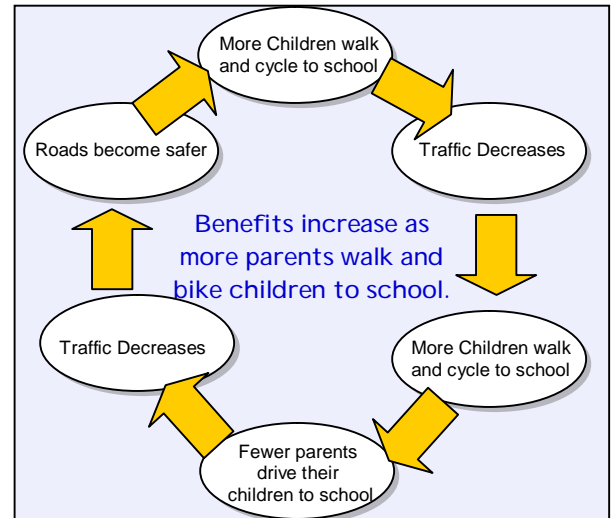 More Children walk
and cycle to school
Traffic Decreases
More Children walk
and cycle to school
Fewer parents
drive their
children to school
Traffic Decreases
Roads become safer
Benefits increase as
more parents walk and
bike children to school.